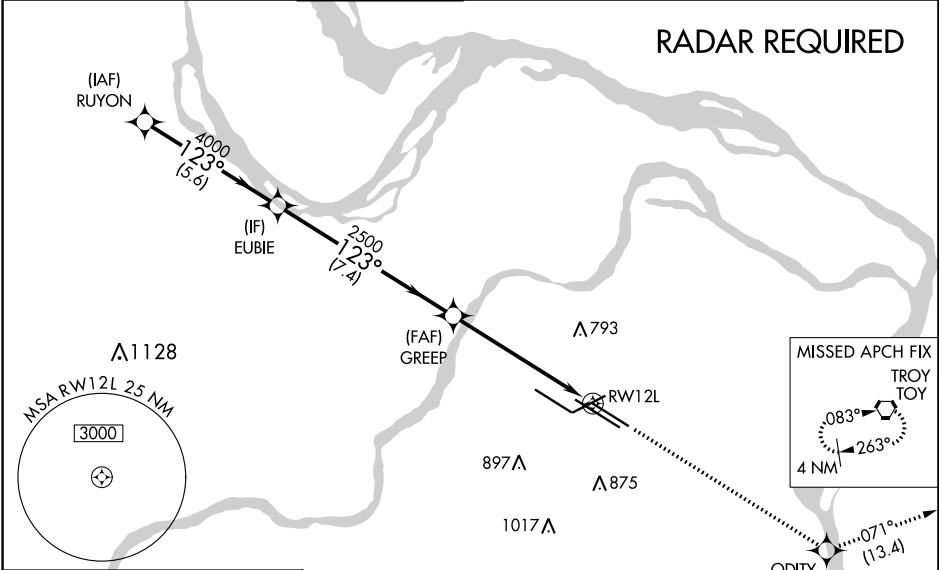 RADAR REQUIRED
(IAF)
RUYON
4000
123°
(5.6)
(IF)
EUBIE
2500
123°
(7.4)
(FAF)
GREEP
793
1128
MSA RW12L 25 NM
3000
RW12L
MISSED APCH FIX
TROY
TOY
083°
263°
4 NM
897
875
1017
071°
(13.4)